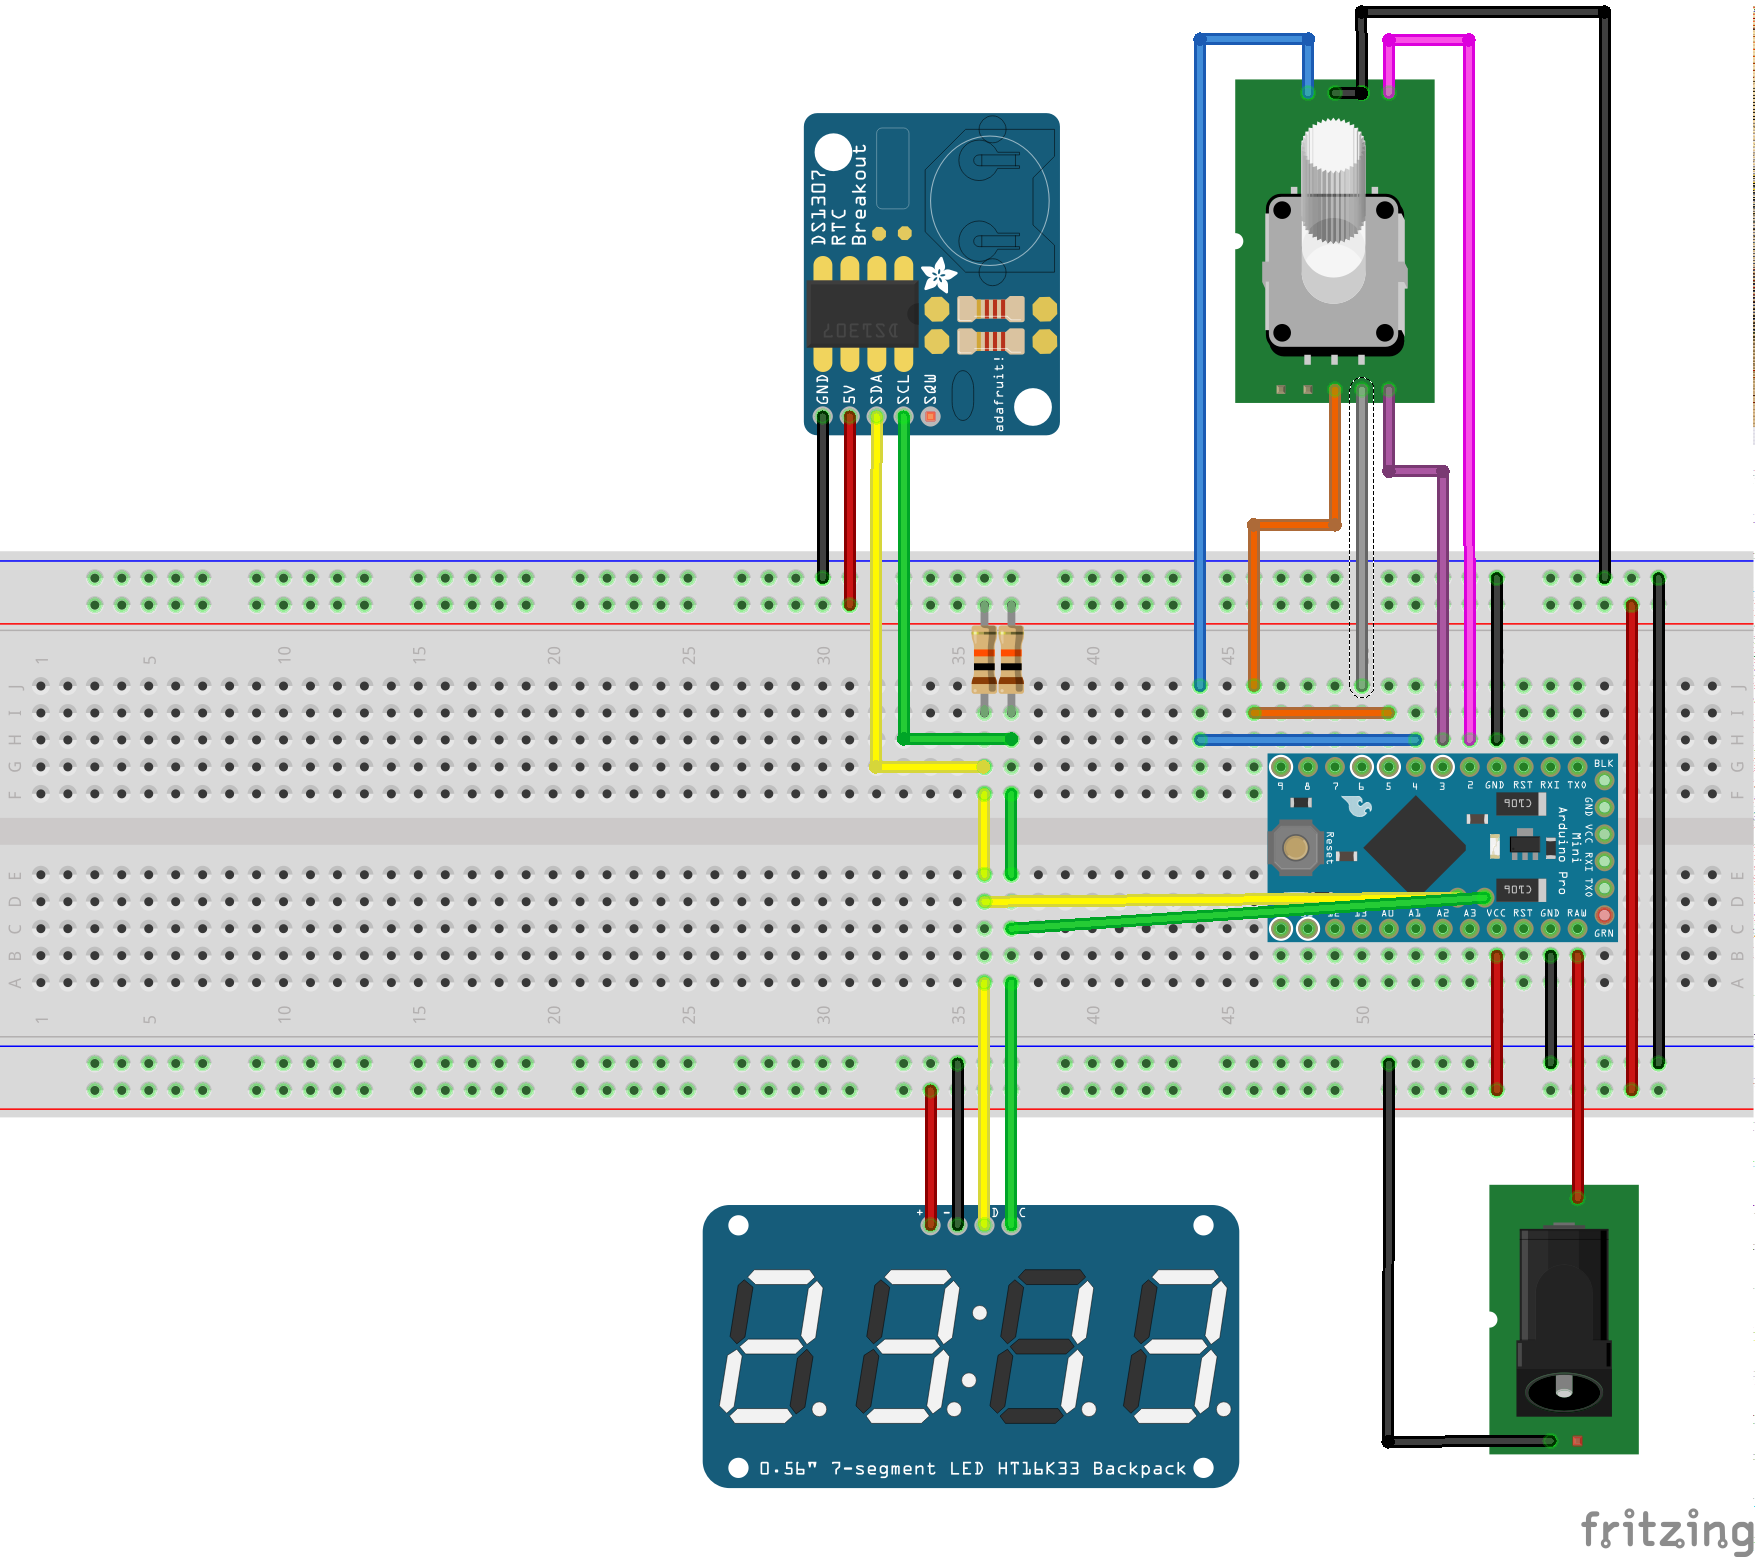 DS1307
RTC
Breakout
GND 5V SDA SCL SQW
adafruit!
1 5 10 15 20 25 30 35 40 45
J J
I I
H H
G G
F F
9 8 7 6 5 4 3 2 GND RST RXI TXO
BLK
GND VCC RXI TXO
GRN
Reset
Arduino Pro
Mini
E E
D D
C C
B B
A A
12 13 A0 A1 A2 A3 VCC RST GND RAW
1 5 10 15 20 25 30 35 40 45 50
+ - D C
0.56" 7-segment LED HT16K33 Backpack
fritzing